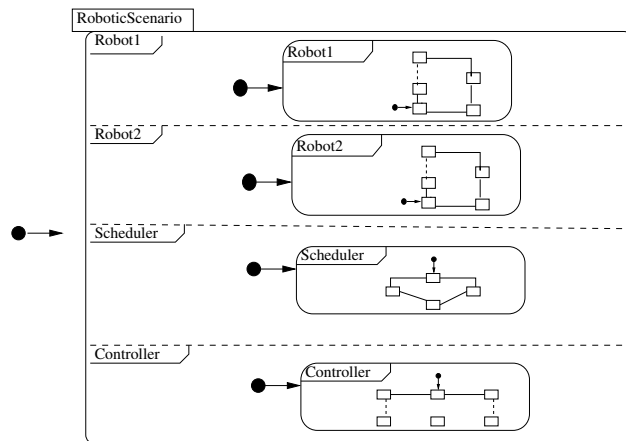 RoboticScenario
Robot1
Robot1
Robot2
Robot2
Scheduler
Scheduler
Controller
Controller